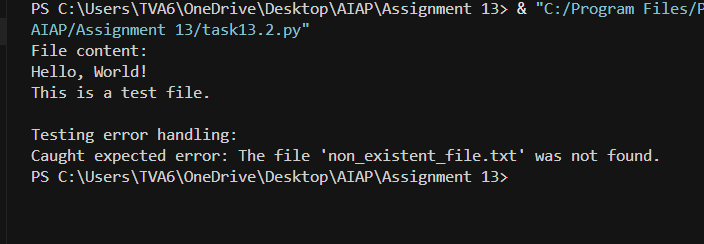 PS C:\Users\TVA6\OneDrive\Desktop\AIAP\Assignment 13> & "C:/Program Files/P
AIAP/Assignment 13/task13.2.py"
File content:
Hello, World!
This is a test file.
Testing error handling:
Caught expected error: The file 'non_existent_file.txt' was not found.
PS C:\Users\TVA6\OneDrive\Desktop\AIAP\Assignment 13>